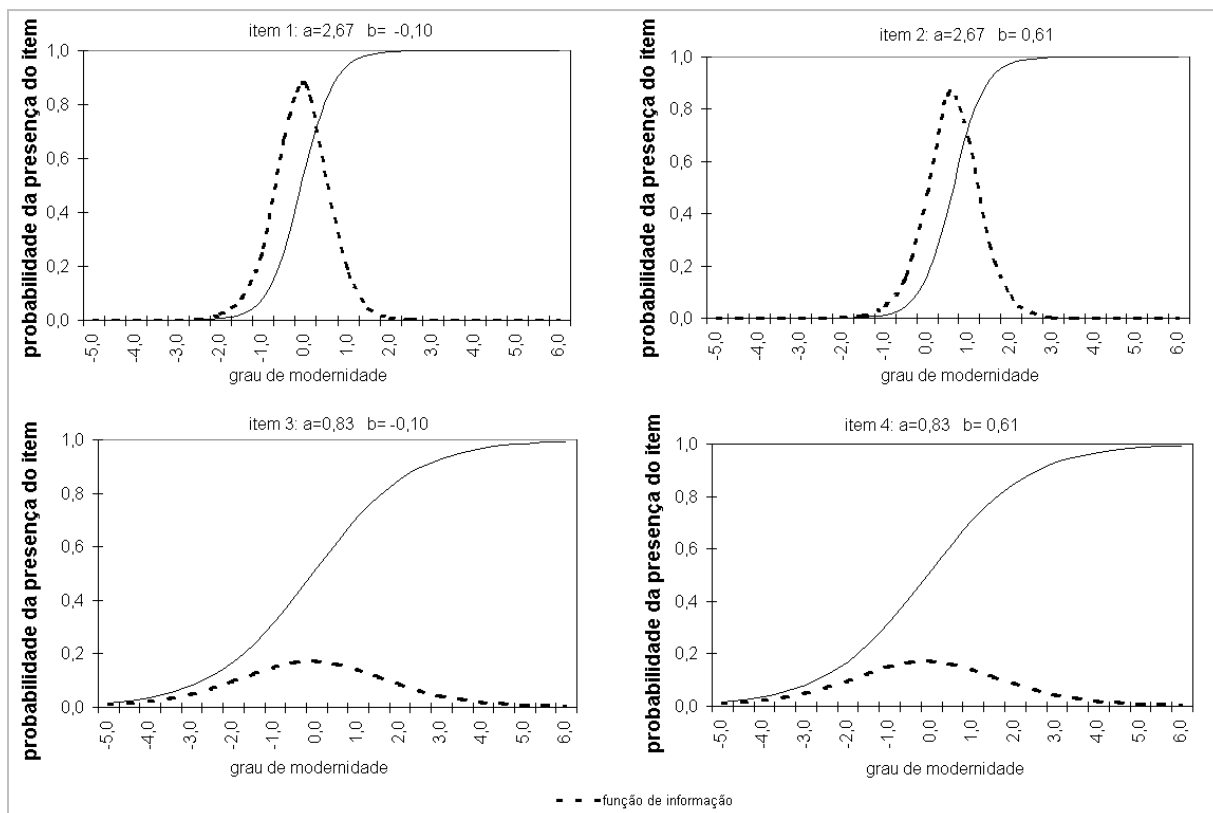 item 1: a=2,67 b= -0,10
probabilidade da presença do item
1,0
0,8
0,6
0,4
0,2
0,0
-5,0 -4,0 -3,0 -2,0 -1,0 0,0 1,0 2,0 3,0 4,0 5,0 6,0
grau de modernidade
item 2: a=2,67 b= 0,61
probabilidade da presença do item
1,0
0,8
0,6
0,4
0,2
0,0
-5,0 -4,0 -3,0 -2,0 -1,0 0,0 1,0 2,0 3,0 4,0 5,0 6,0
grau de modernidade
item 3: a=0,83 b= -0,10
probabilidade da presença do item
1,0
0,8
0,6
0,4
0,2
0,0
-5,0 -4,0 -3,0 -2,0 -1,0 0,0 1,0 2,0 3,0 4,0 5,0 6,0
grau de modernidade
item 4: a=0,83 b= 0,61
probabilidade da presença do item
1,0
0,8
0,6
0,4
0,2
0,0
-5,0 -4,0 -3,0 -2,0 -1,0 0,0 1,0 2,0 3,0 4,0 5,0 6,0
grau de modernidade
função de informação